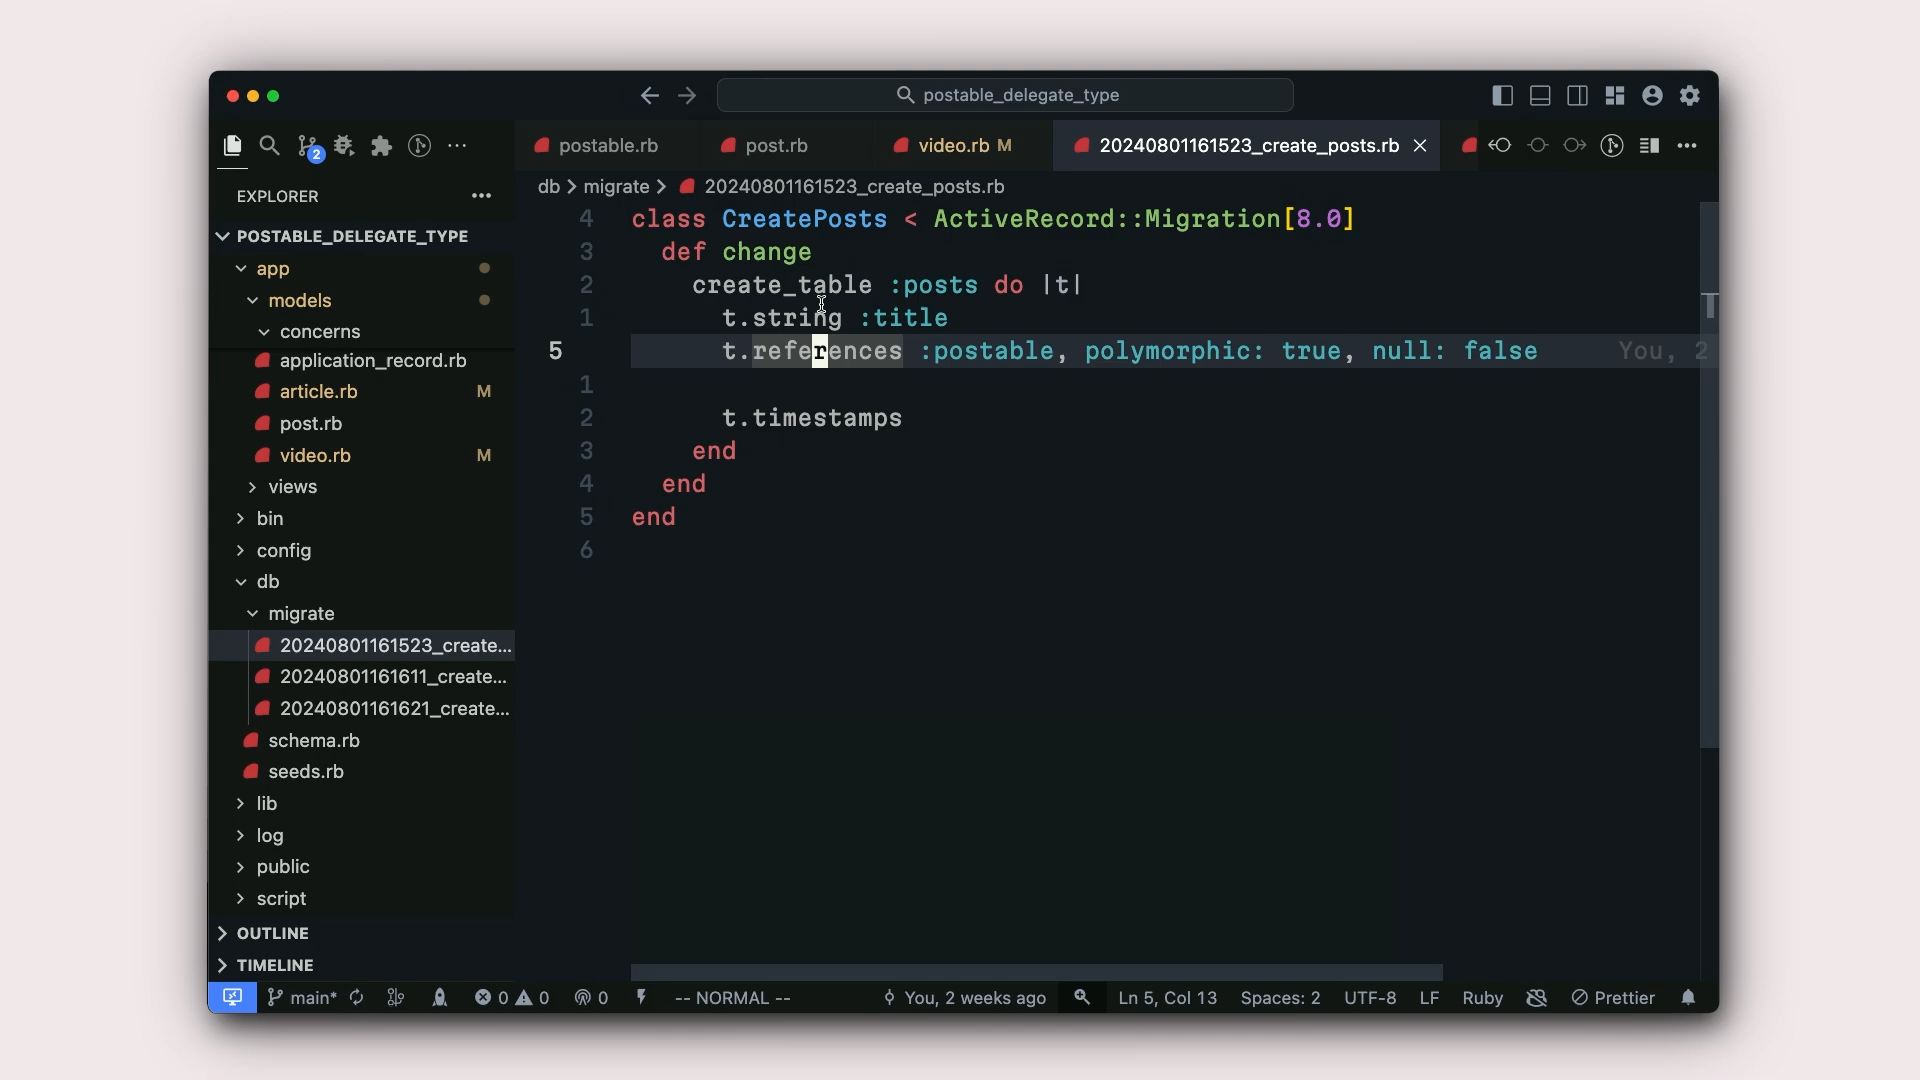 postable_delegate_type
2
postable.rb
post.rb
video.rb M
20240801161523_create_posts.rb
EXPLORER
db > migrate > 20240801161523_create_posts.rb
POSTABLE_DELEGATE_TYPE
app
models
concerns
application_record.rb
article.rb M
post.rb
video.rb M
views
bin
config
db
migrate
20240801161523_create...
20240801161611_create...
20240801161621_create...
schema.rb
seeds.rb
lib
log
public
script
OUTLINE
TIMELINE
4 class CreatePosts < ActiveRecord::Migration[8.0]
3 def change
2 create_table :posts do |t|
1 t.string :title
5 t.references :postable, polymorphic: true, null: false You, 2
1
2 t.timestamps
3 end
4 end
5 end
6
main* 0 0 0 -- NORMAL -- You, 2 weeks ago Ln 5, Col 13 Spaces: 2 UTF-8 LF Ruby Prettier